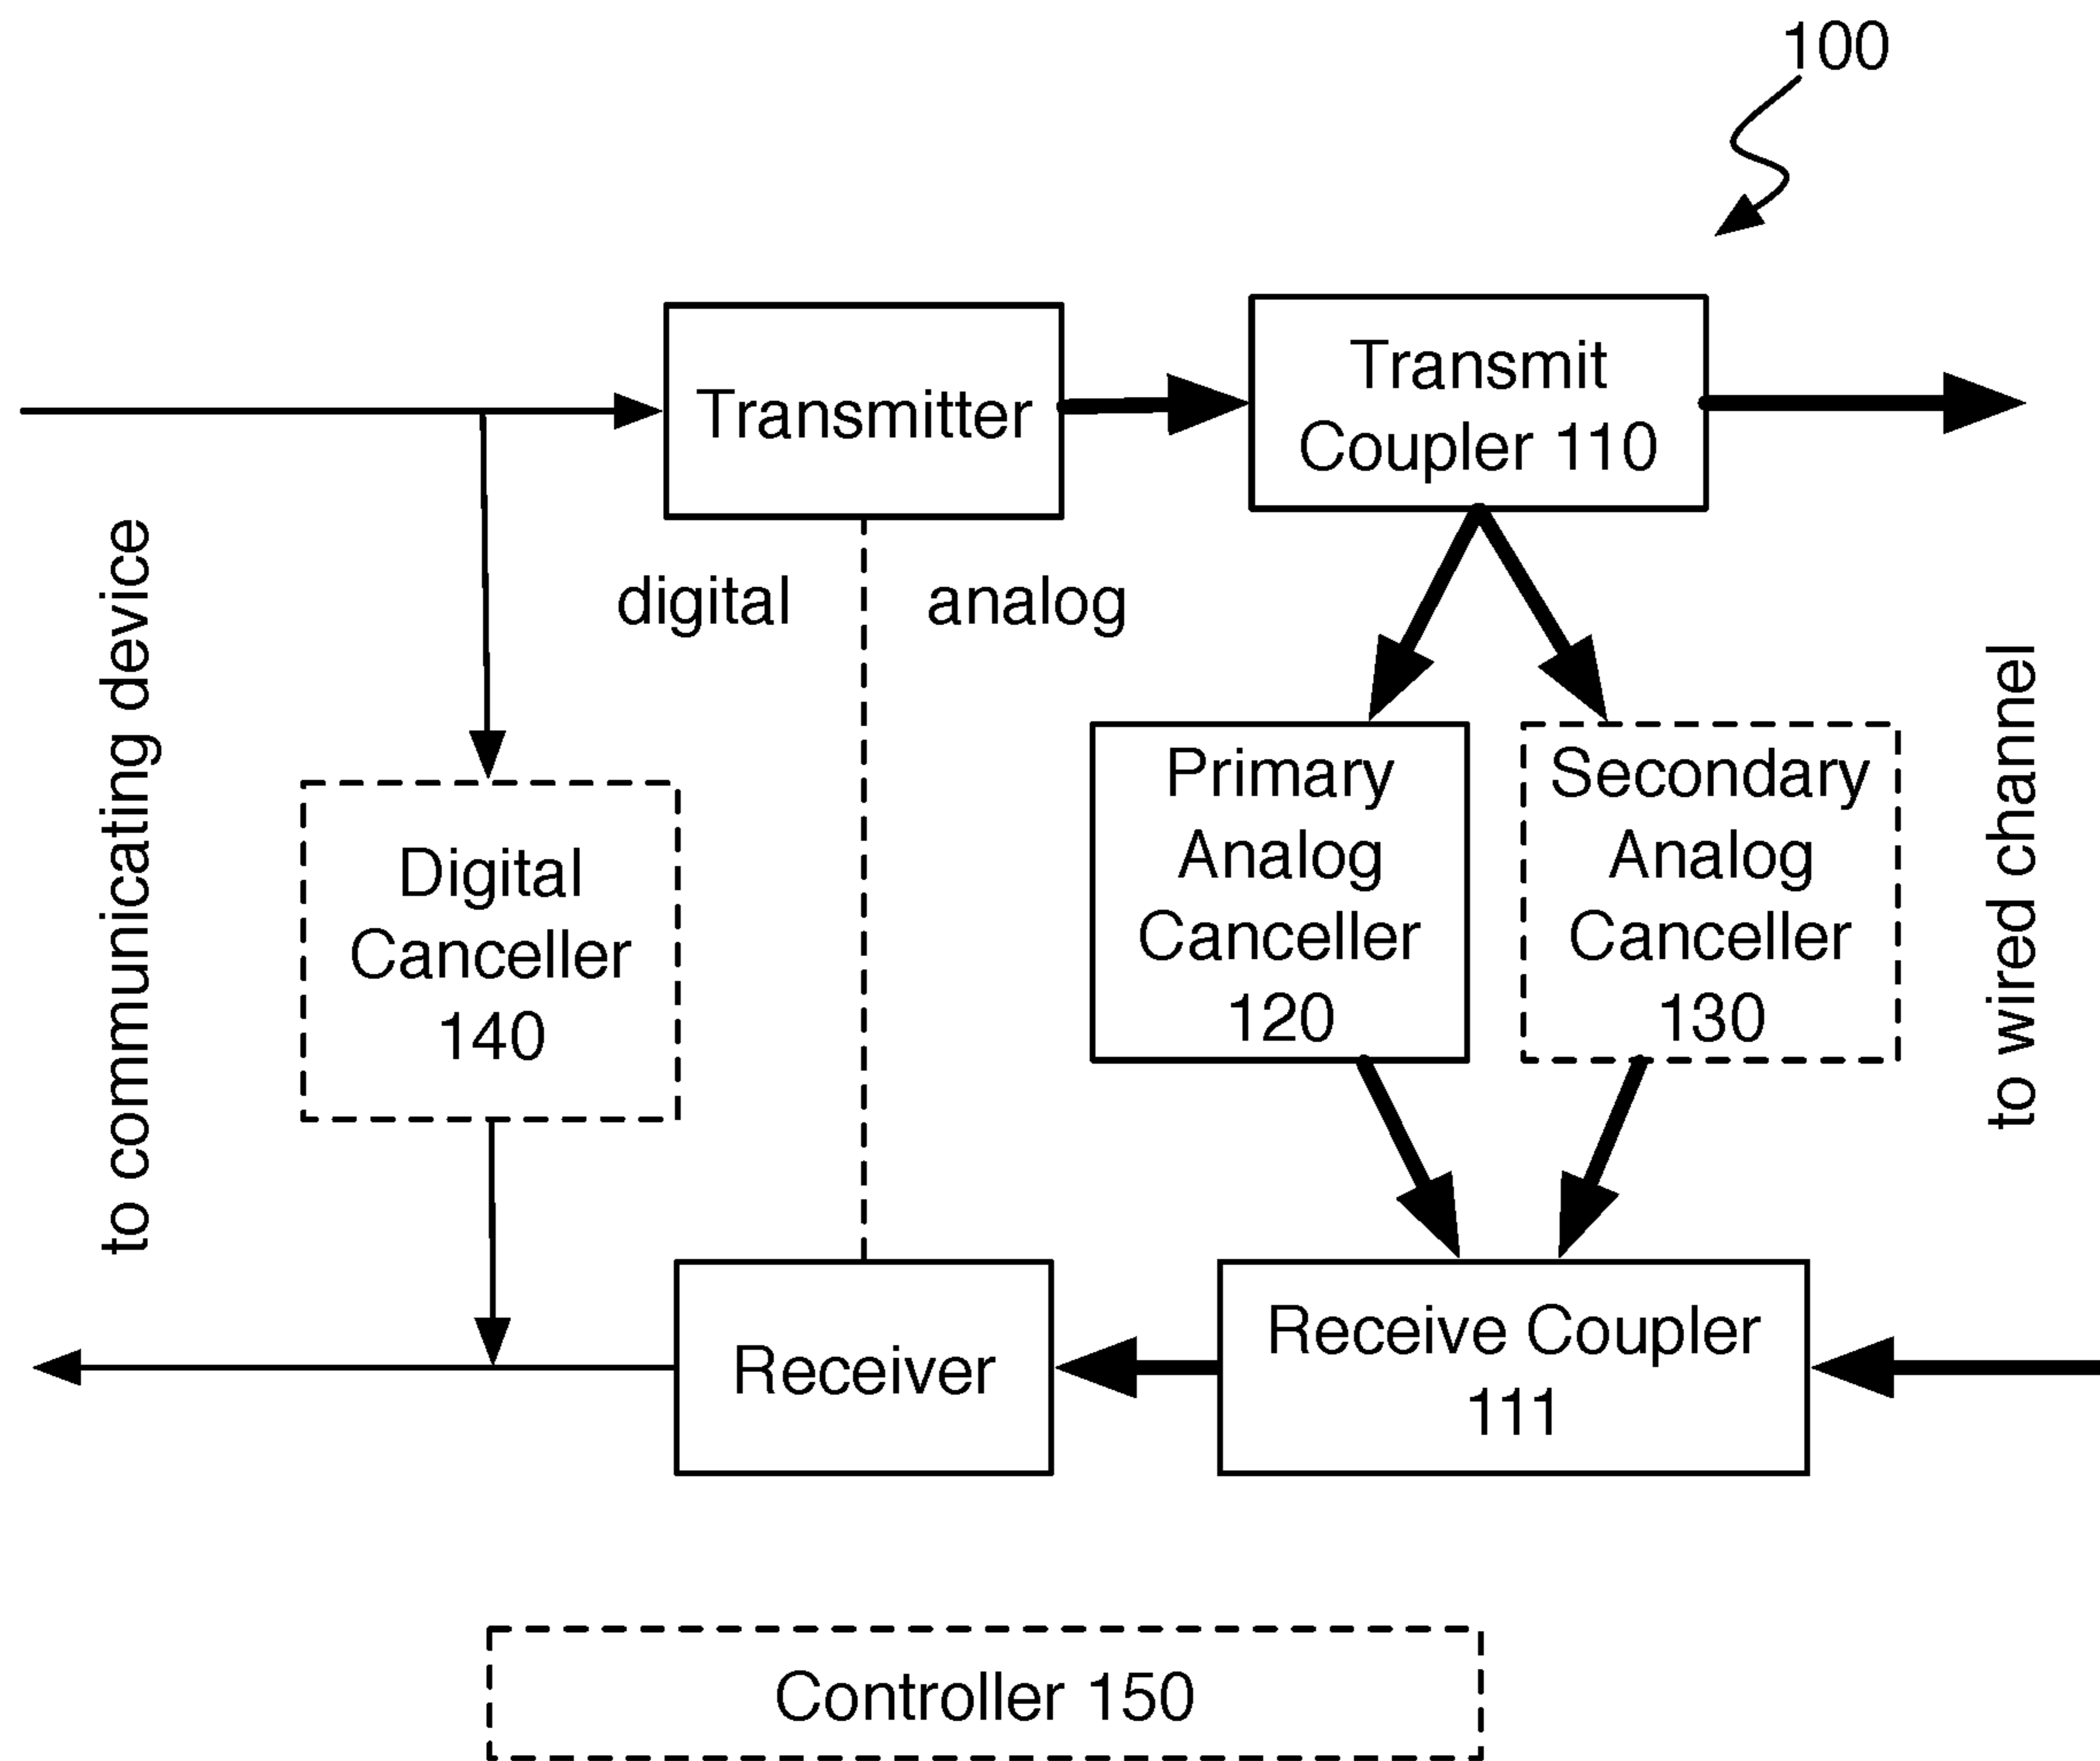 100
Transmitter
Transmit
Coupler 110
digital
analog
to communicating device
to wired channel
Digital
Canceller
140
Primary
Analog
Canceller
120
Secondary
Analog
Canceller
130
Receiver
Receive Coupler
111
Controller 150